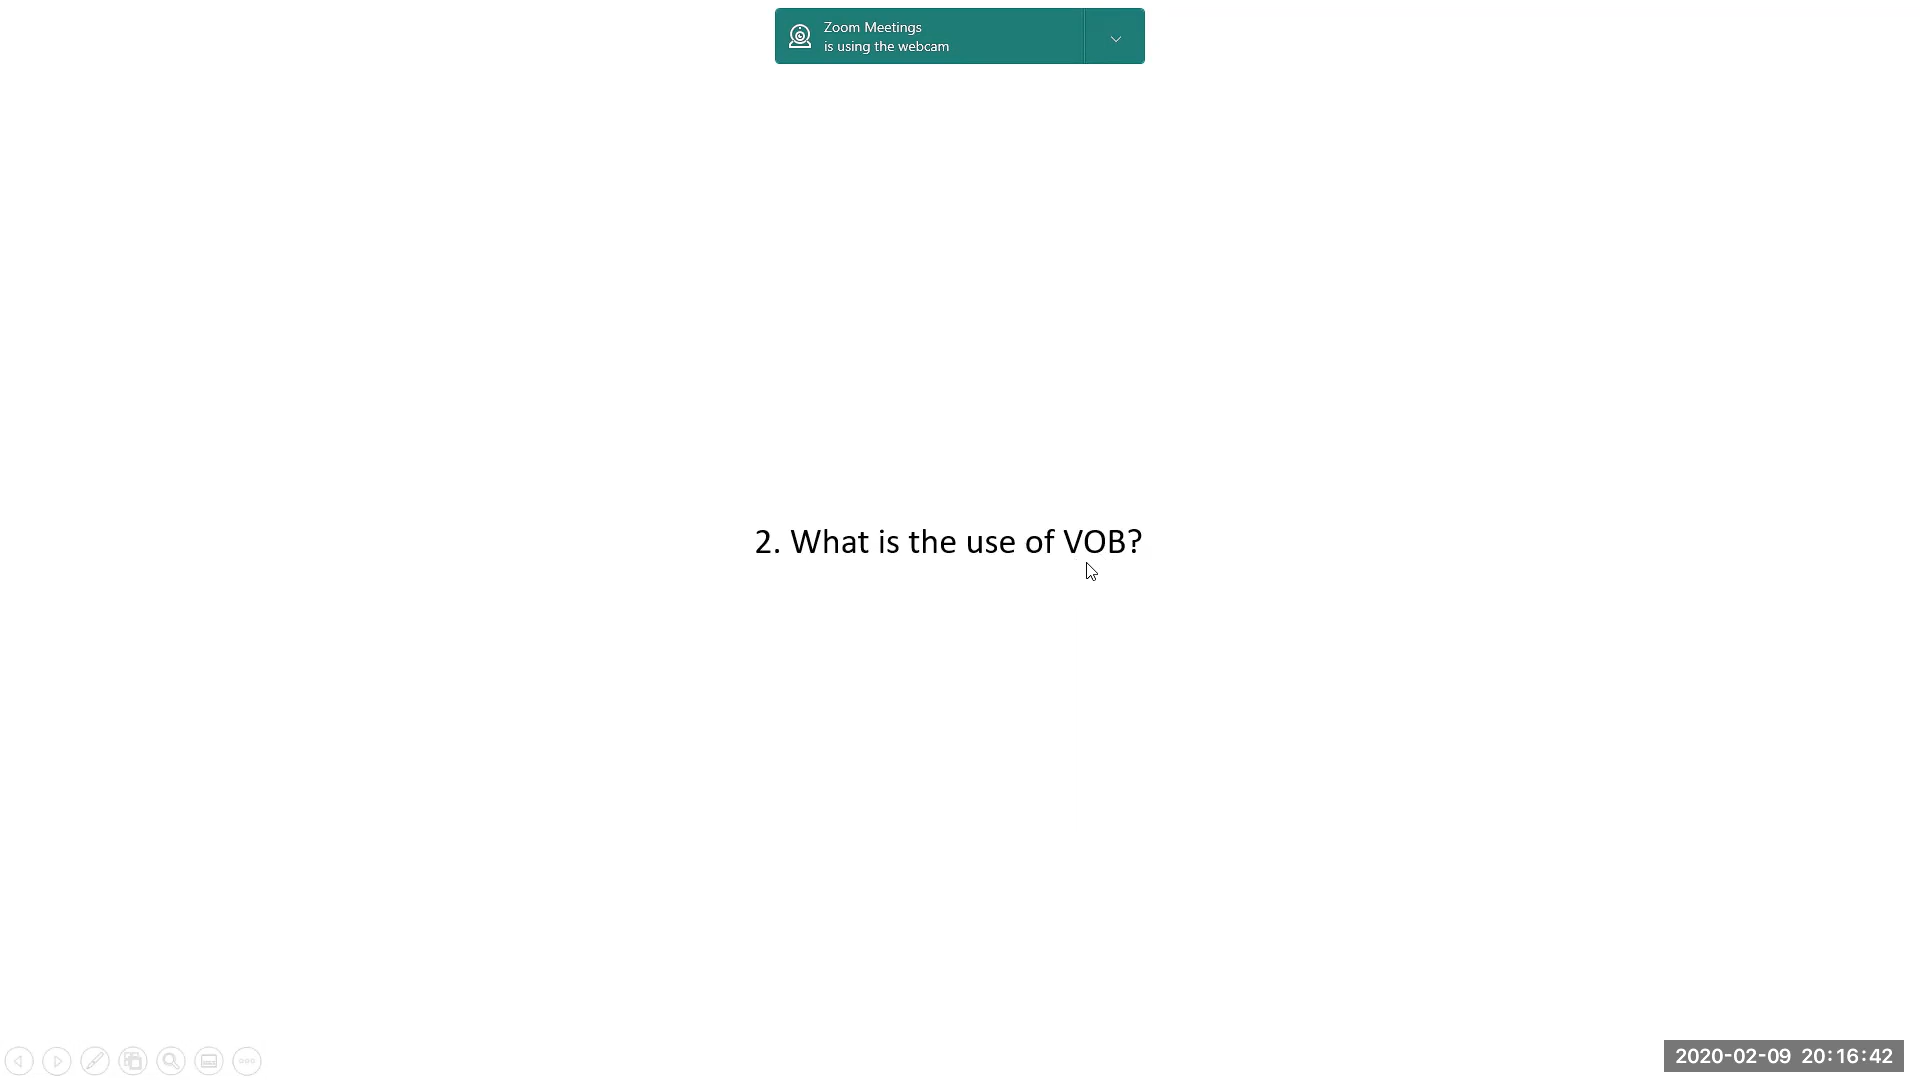 Zoom Meetings
is using the webcam
2. What is the use of VOB?
2020-02-09 20:16:42